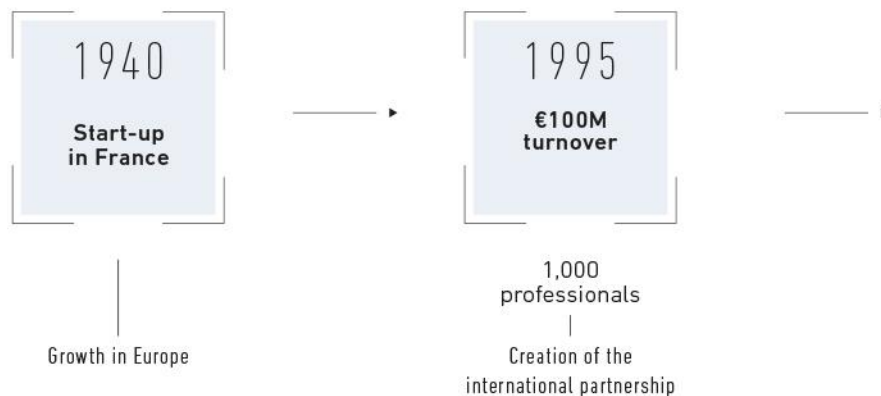 1940
Start-up
in France
Growth in Europe
1995
€100M
turnover
1,000
professionals
Creation of the
international partnership